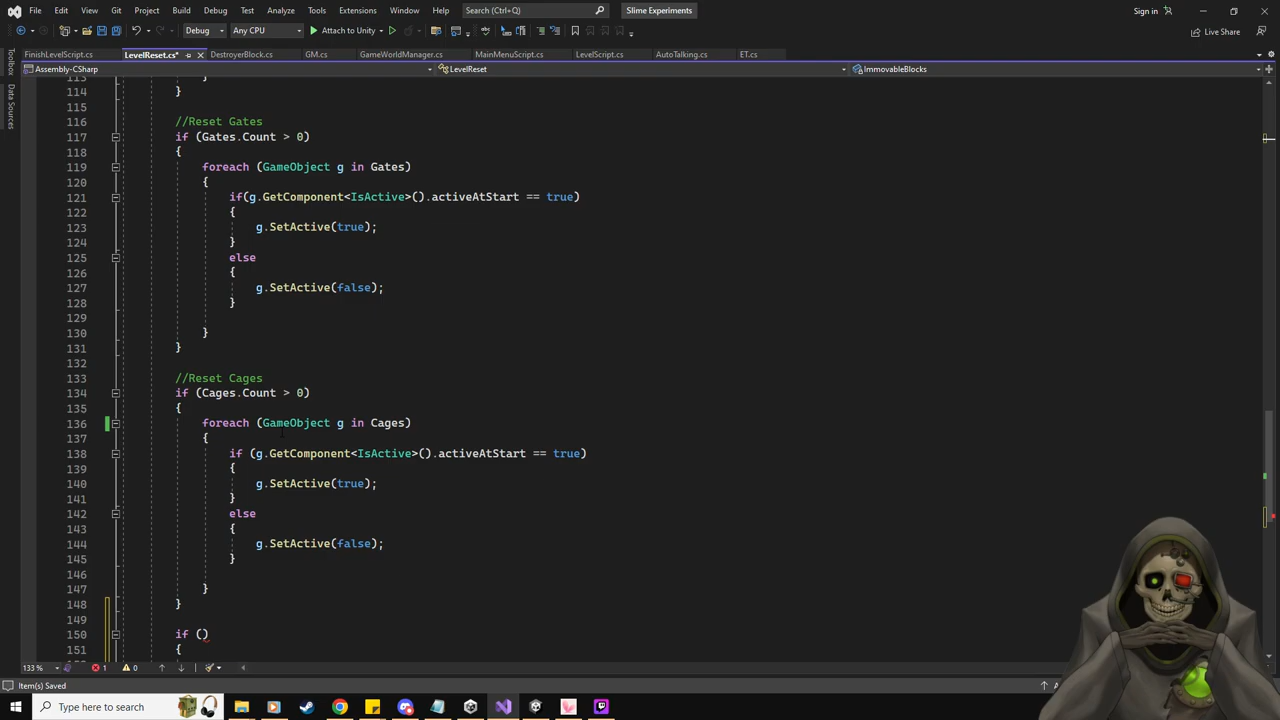 File Edit View Git Project Build Debug Test Analyze Tools Extensions Window Help Search (Ctrl+Q) Slime Experiments Sign in
Debug Any CPU Attach to Unity Live Share
FinishLevelScript.cs LevelReset.cs* DestroyerBlock.cs GM.cs GameWorldManager.cs MainMenuScript.cs LevelScript.cs AutoTalking.cs ET.cs
Toolbox
Data Sources
Assembly-CSharp LevelReset ImmovableBlocks
113 }
114 }
115
116 //Reset Gates
117 if (Gates.Count > 0)
118 {
119 foreach (GameObject g in Gates)
120 {
121 if(g.GetComponent<IsActive>().activeAtStart == true)
122 {
123 g.SetActive(true);
124 }
125 else
126 {
127 g.SetActive(false);
128 }
129
130 }
131 }
132
133 //Reset Cages
134 if (Cages.Count > 0)
135 {
136 foreach (GameObject g in Cages)
137 {
138 if (g.GetComponent<IsActive>().activeAtStart == true)
139 {
140 g.SetActive(true);
141 }
142 else
143 {
144 g.SetActive(false);
145 }
146
147 }
148 }
149
150 if ()
151 {
133 % 1 0
Item(s) Saved
Type here to search